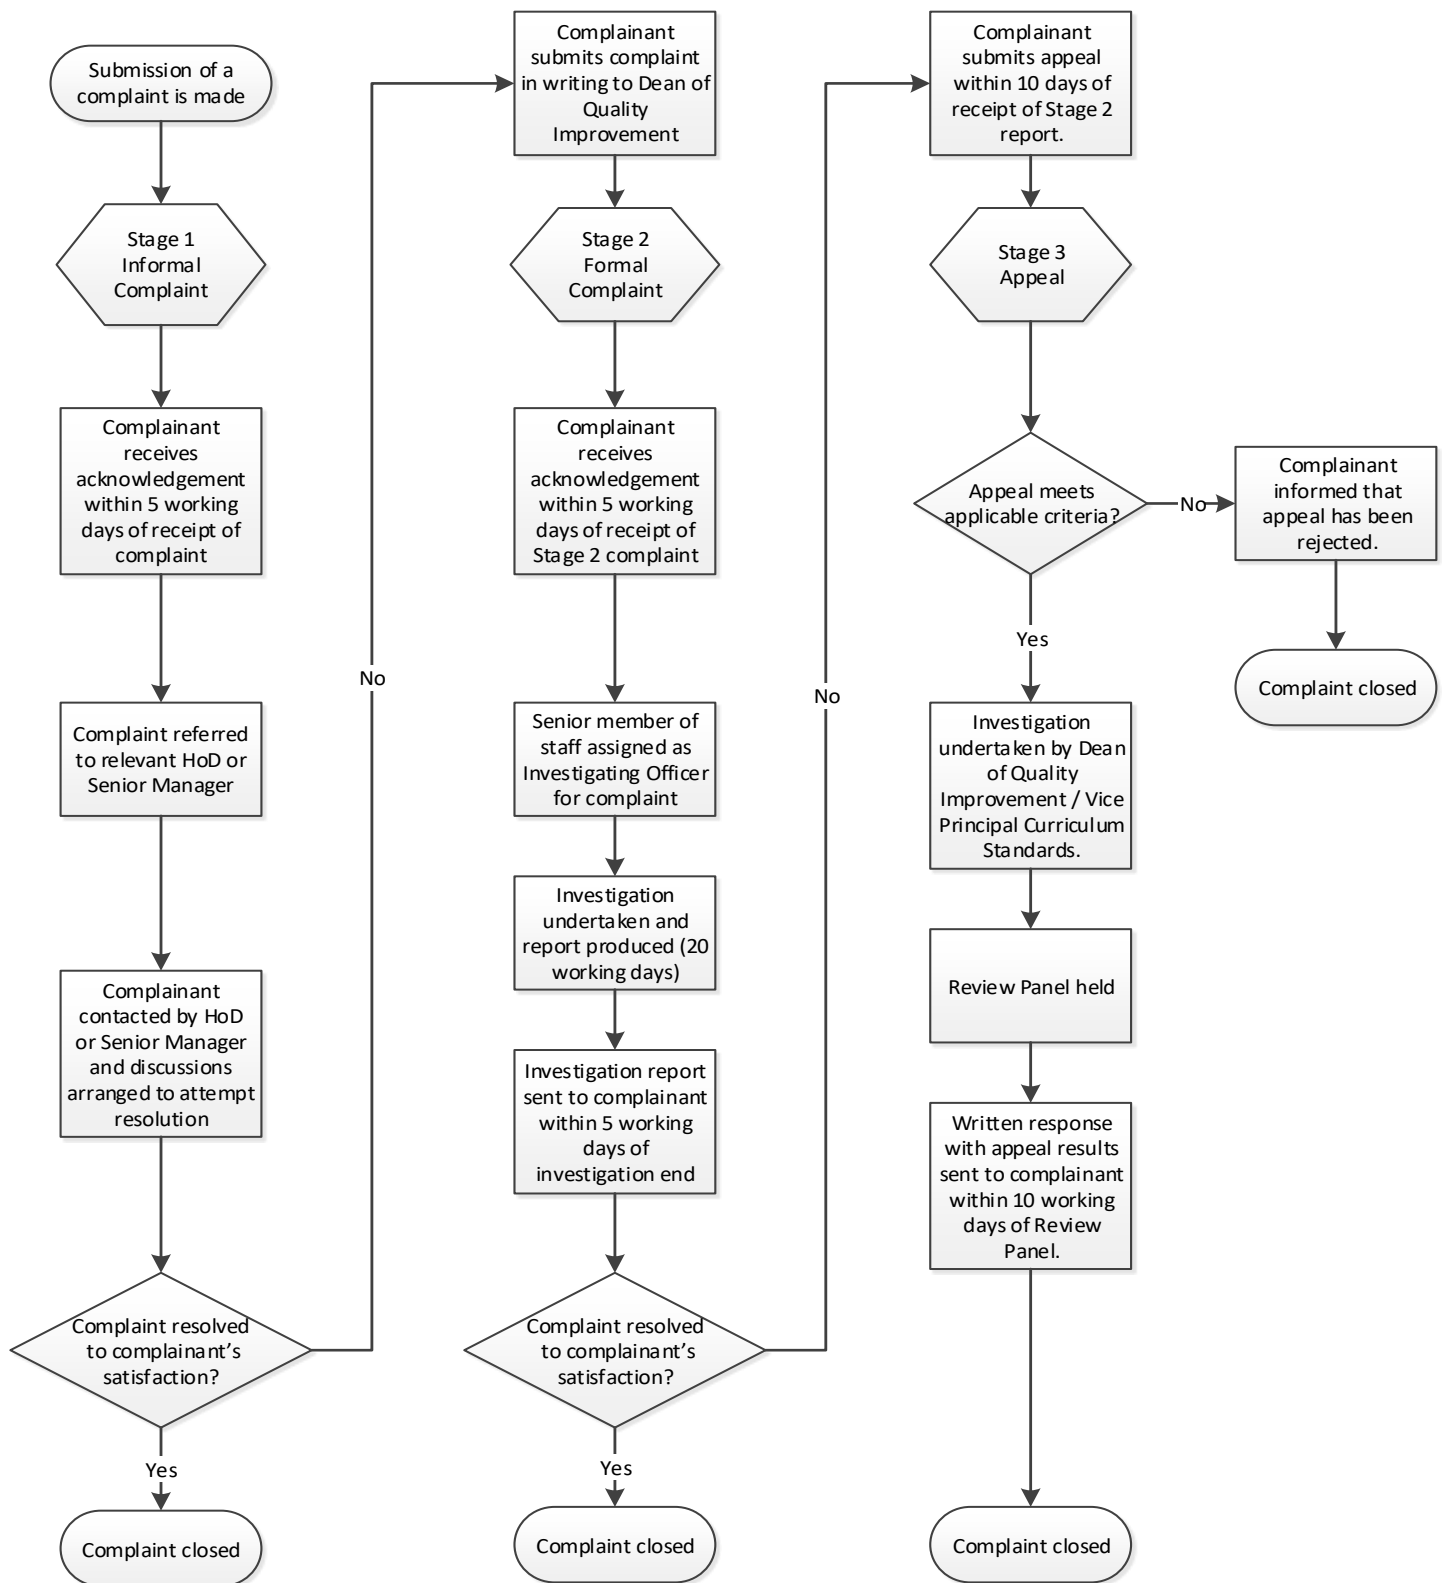 Submission of a
complaint is made
Stage 1
Informal
Complaint
Complainant
receives
acknowledgement
within 5 working
days of receipt of
complaint
Complaint referred
to relevant HoD or
Senior Manager
Complainant
contacted by HoD
or Senior Manager
and discussions
arranged to attempt
resolution
Complaint resolved
to complainant's
satisfaction?
Yes
Complaint closed
No
Complainant
submits complaint
in writing to Dean of
Quality
Improvement
Stage 2
Formal
Complaint
Complainant
receives
acknowledgement
within 5 working
days of receipt of
Stage 2 complaint
Senior member of
staff assigned as
Investigating Officer
for complaint
Investigation
undertaken and
report produced (20
working days)
Investigation report
sent to complainant
within 5 working
days of
investigation end
Complaint resolved
to complainant's
satisfaction?
Yes
Complaint closed
No
Complainant
submits appeal
within 10 days of
receipt of Stage 2
report.
Stage 3
Appeal
Appeal meets
applicable criteria?
No
Complainant
informed that
appeal has been
rejected.
Complaint closed
Yes
Investigation
undertaken by Dean
of Quality
Improvement / Vice
Principal Curriculum
Standards.
Review Panel held
Written response
with appeal results
sent to complainant
within 10 working
days of Review
Panel.
Complaint closed